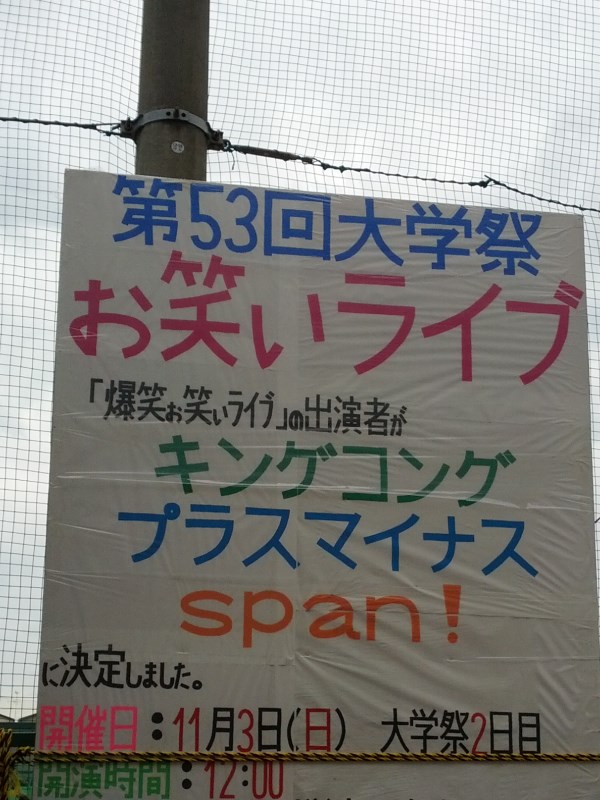 第53回大学祭
お笑いライブ
「爆笑お笑いライブ」の出演者が
キングコング
プラスマイナス
span!
に決定しました。
開催日：11月3日(日) 大学祭2日目
開演時間：12:00